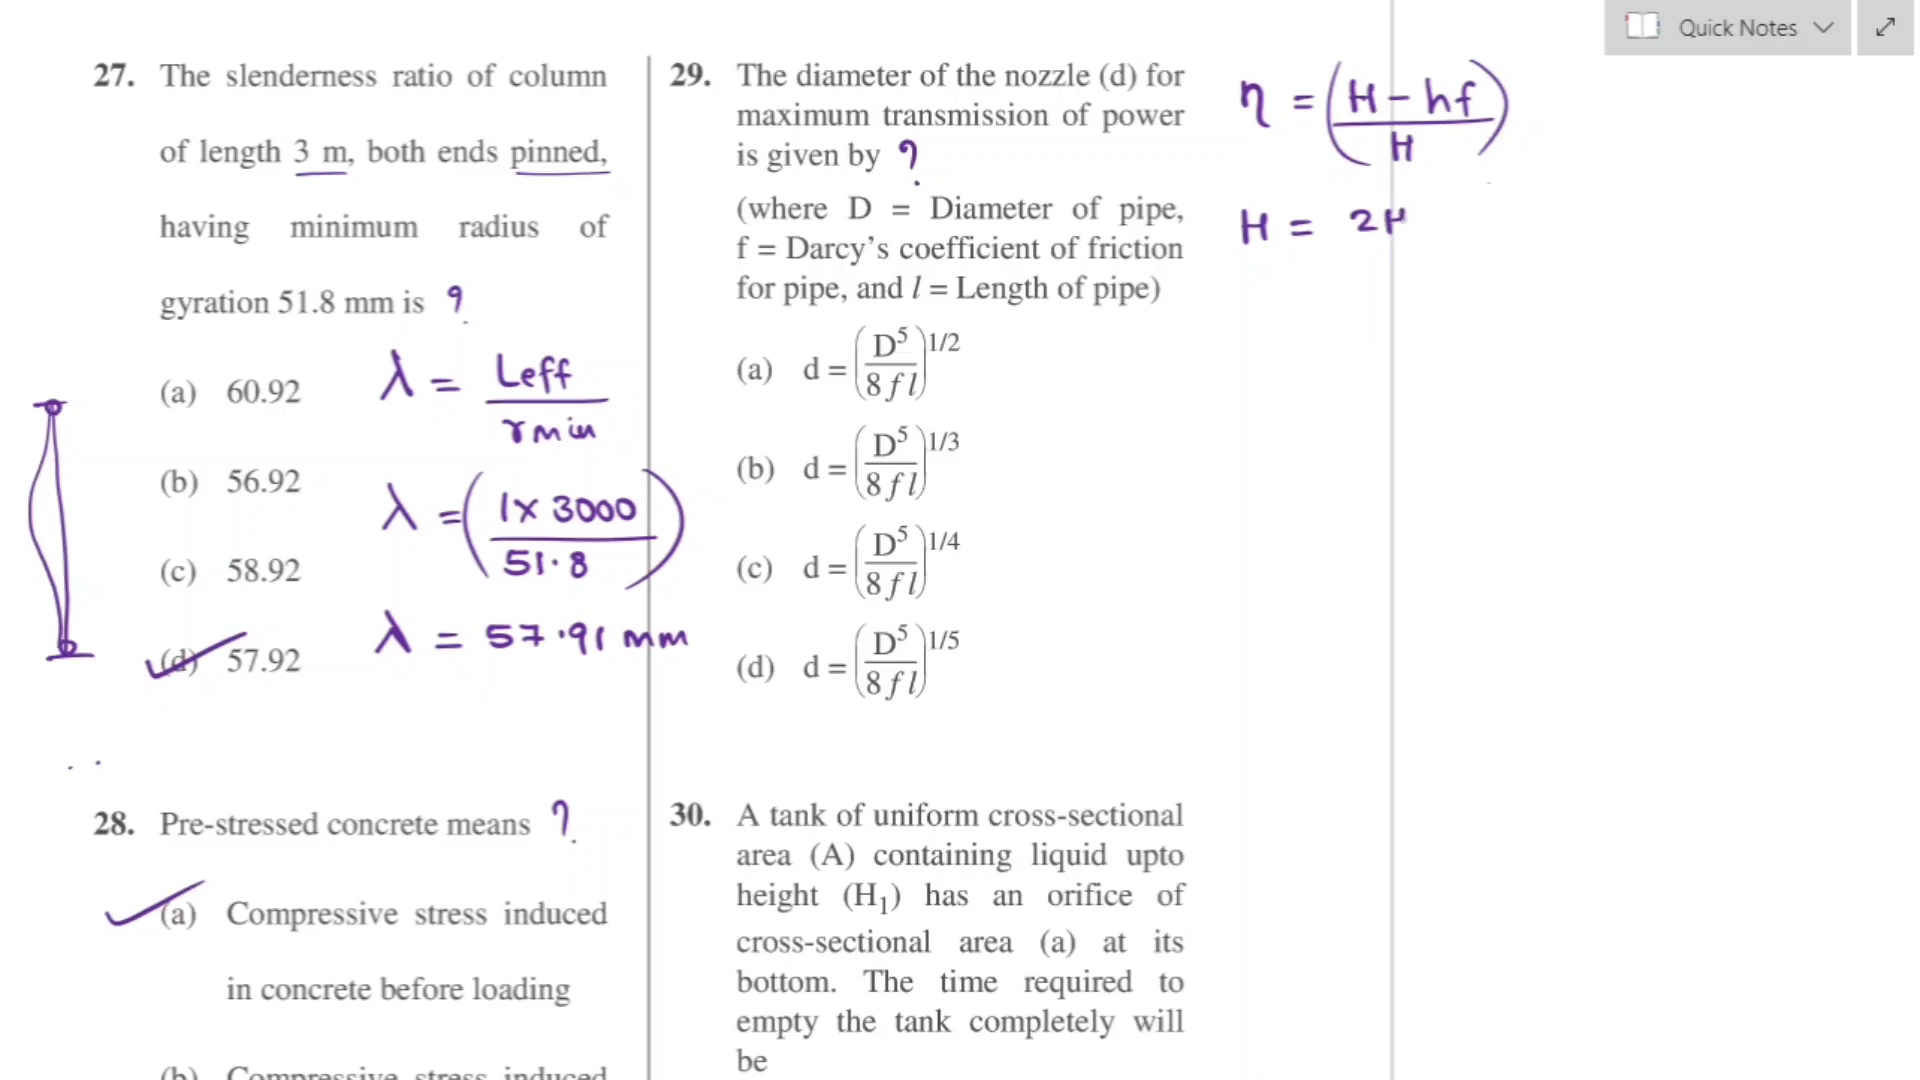 Quick Notes
27. The slenderness ratio of column
of length 3 m, both ends pinned,
having minimum radius of
gyration 51.8 mm is ?
(a) 60.92
(b) 56.92
(c) 58.92
(d) 57.92
λ = Leff / rmin
λ = (1 x 3000 / 51.8)
λ = 57.91 mm
28. Pre-stressed concrete means ?
(a) Compressive stress induced
in concrete before loading
(b) Compressive stress induced
29. The diameter of the nozzle (d) for
maximum transmission of power
is given by ?
(where D = Diameter of pipe,
f = Darcy's coefficient of friction
for pipe, and l = Length of pipe)
(a) d = (D⁵ / 8 f l)^1/2
(b) d = (D⁵ / 8 f l)^1/3
(c) d = (D⁵ / 8 f l)^1/4
(d) d = (D⁵ / 8 f l)^1/5
30. A tank of uniform cross-sectional
area (A) containing liquid upto
height (H₁) has an orifice of
cross-sectional area (a) at its
bottom. The time required to
empty the tank completely will
be
η = (H - hf / H)
H = 2